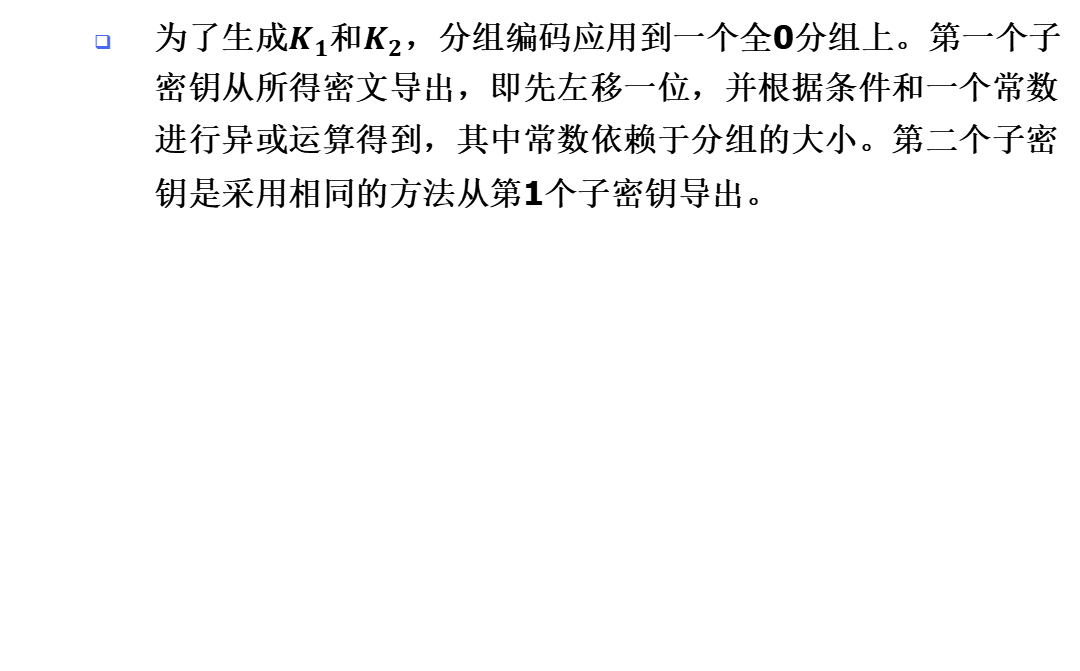 为了生成K₁和K₂，分组编码应用到一个全0分组上。第一个子
密钥从所得密文导出，即先左移一位，并根据条件和一个常数
进行异或运算得到，其中常数依赖于分组的大小。第二个子密
钥是采用相同的方法从第1个子密钥导出。